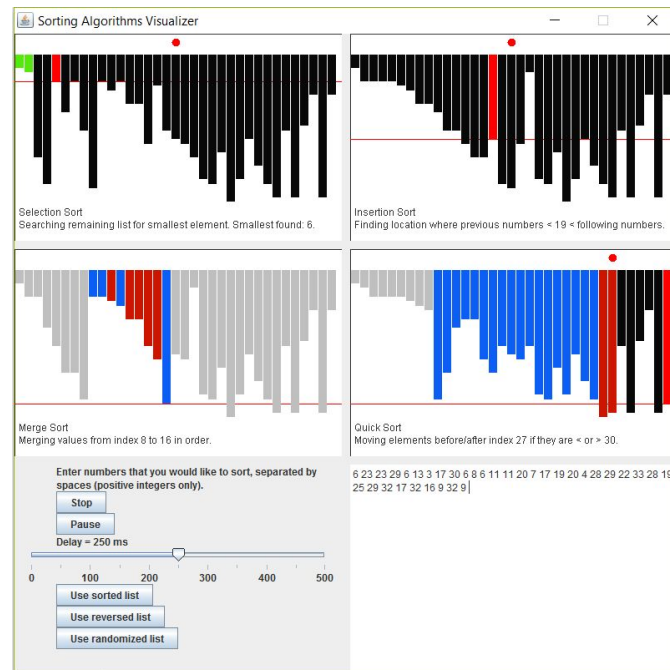 Sorting Algorithms Visualizer
Selection Sort
Searching remaining list for smallest element. Smallest found: 6.
Insertion Sort
Finding location where previous numbers < 19 < following numbers.
Merge Sort
Merging values from index 8 to 16 in order.
Quick Sort
Moving elements before/after index 27 if they are < or > 30.
Enter numbers that you would like to sort, separated by
spaces (positive integers only).
Stop
Pause
Delay = 250 ms
0 100 200 300 400 500
Use sorted list
Use reversed list
Use randomized list
6 23 23 29 6 13 3 17 30 6 8 6 11 11 20 7 17 19 20 4 28 29 22 33 28 19
25 29 32 17 32 16 9 32 9